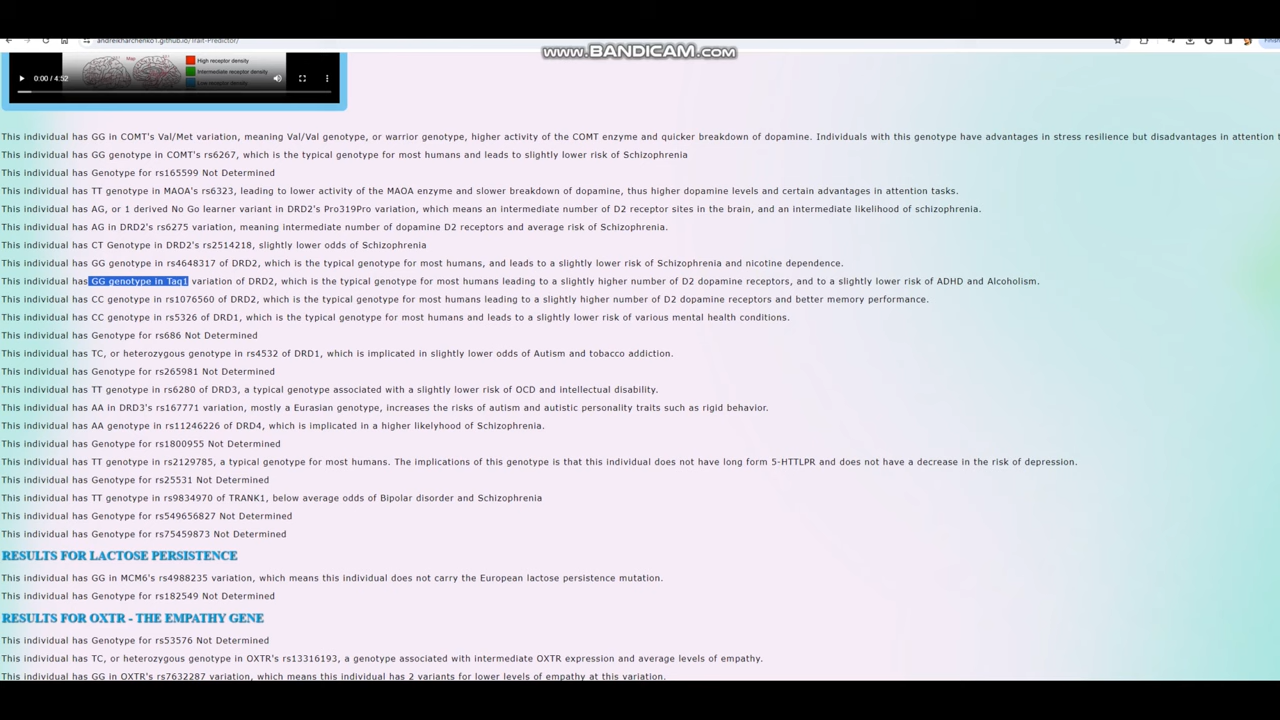 andreikharchenko1.github.io/Trait-Predictor/
www.BANDICAM.com
High receptor density
Intermediate receptor density
0:00 / 4:52
This individual has GG in COMT's Val/Met variation, meaning Val/Val genotype, or warrior genotype, higher activity of the COMT enzyme and quicker breakdown of dopamine. Individuals with this genotype have advantages in stress resilience but disadvantages in attention t
This individual has GG genotype in COMT's rs6267, which is the typical genotype for most humans and leads to slightly lower risk of Schizophrenia
This individual has Genotype for rs165599 Not Determined
This individual has TT genotype in MAOA's rs6323, leading to lower activity of the MAOA enzyme and slower breakdown of dopamine, thus higher dopamine levels and certain advantages in attention tasks.
This individual has AG, or 1 derived No Go learner variant in DRD2's Pro319Pro variation, which means an intermediate number of D2 receptor sites in the brain, and an intermediate likelihood of schizophrenia.
This individual has AG in DRD2's rs6275 variation, meaning intermediate number of dopamine D2 receptors and average risk of Schizophrenia.
This individual has CT Genotype in DRD2's rs2514218, slightly lower odds of Schizophrenia
This individual has GG genotype in rs4648317 of DRD2, which is the typical genotype for most humans, and leads to a slightly lower risk of Schizophrenia and nicotine dependence.
This individual has GG genotype in Taq1 variation of DRD2, which is the typical genotype for most humans leading to a slightly higher number of D2 dopamine receptors, and to a slightly lower risk of ADHD and Alcoholism.
This individual has CC genotype in rs1076560 of DRD2, which is the typical genotype for most humans leading to a slightly higher number of D2 dopamine receptors and better memory performance.
This individual has CC genotype in rs5326 of DRD1, which is the typical genotype for most humans and leads to a slightly lower risk of various mental health conditions.
This individual has Genotype for rs686 Not Determined
This individual has TC, or heterozygous genotype in rs4532 of DRD1, which is implicated in slightly lower odds of Autism and tobacco addiction.
This individual has Genotype for rs265981 Not Determined
This individual has TT genotype in rs6280 of DRD3, a typical genotype associated with a slightly lower risk of OCD and intellectual disability.
This individual has AA in DRD3's rs167771 variation, mostly a Eurasian genotype, increases the risks of autism and autistic personality traits such as rigid behavior.
This individual has AA genotype in rs11246226 of DRD4, which is implicated in a higher likelyhood of Schizophrenia.
This individual has Genotype for rs1800955 Not Determined
This individual has TT genotype in rs2129785, a typical genotype for most humans. The implications of this genotype is that this individual does not have long form 5-HTTLPR and does not have a decrease in the risk of depression.
This individual has Genotype for rs25531 Not Determined
This individual has TT genotype in rs9834970 of TRANK1, below average odds of Bipolar disorder and Schizophrenia
This individual has Genotype for rs549656827 Not Determined
This individual has Genotype for rs75459873 Not Determined
RESULTS FOR LACTOSE PERSISTENCE
This individual has GG in MCM6's rs4988235 variation, which means this individual does not carry the European lactose persistence mutation.
This individual has Genotype for rs182549 Not Determined
RESULTS FOR OXTR - THE EMPATHY GENE
This individual has Genotype for rs53576 Not Determined
This individual has TC, or heterozygous genotype in OXTR's rs13316193, a genotype associated with intermediate OXTR expression and average levels of empathy.
This individual has GG in OXTR's rs7632287 variation, which means this individual has 2 variants for lower levels of empathy at this variation.